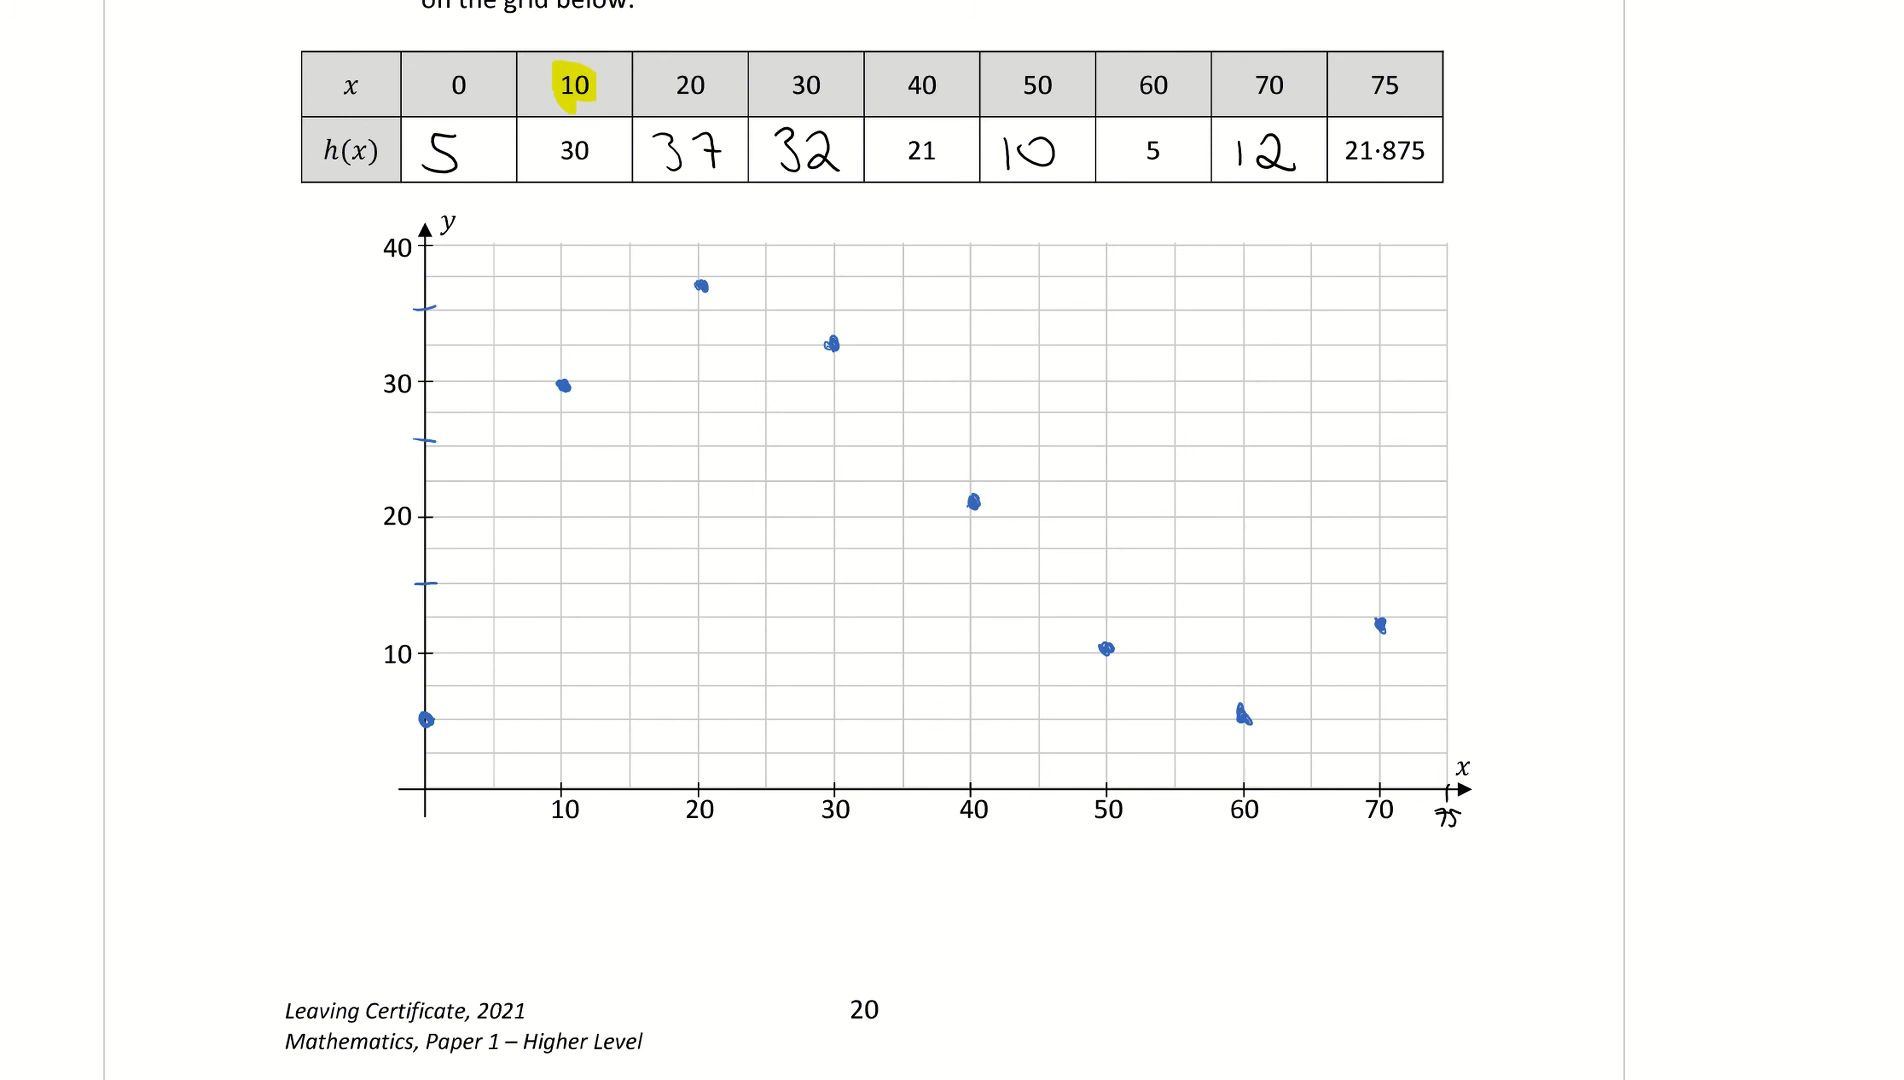 on the grid below.
x 0 10 20 30 40 50 60 70 75
h(x) 5 30 37 32 21 10 5 12 21·875
y
40
30
20
10
x
10 20 30 40 50 60 70 75
Leaving Certificate, 2021 20
Mathematics, Paper 1 – Higher Level